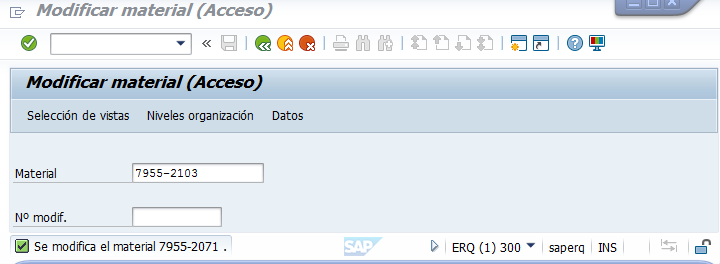 Modificar material (Acceso)
Modificar material (Acceso)
Selección de vistas Niveles organización Datos
Material 7955-2103
Nº modif.
Se modifica el material 7955-2071 . SAP ERQ (1) 300 saperq INS